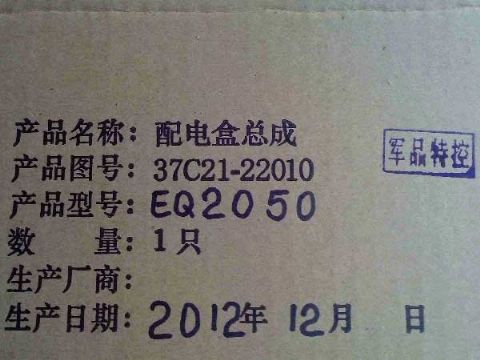 产品名称：配电盒总成
产品图号：37C21-22010
军品特控
产品型号：EQ2050
数 量：1只
生产厂商：
生产日期：2012年 12月 日